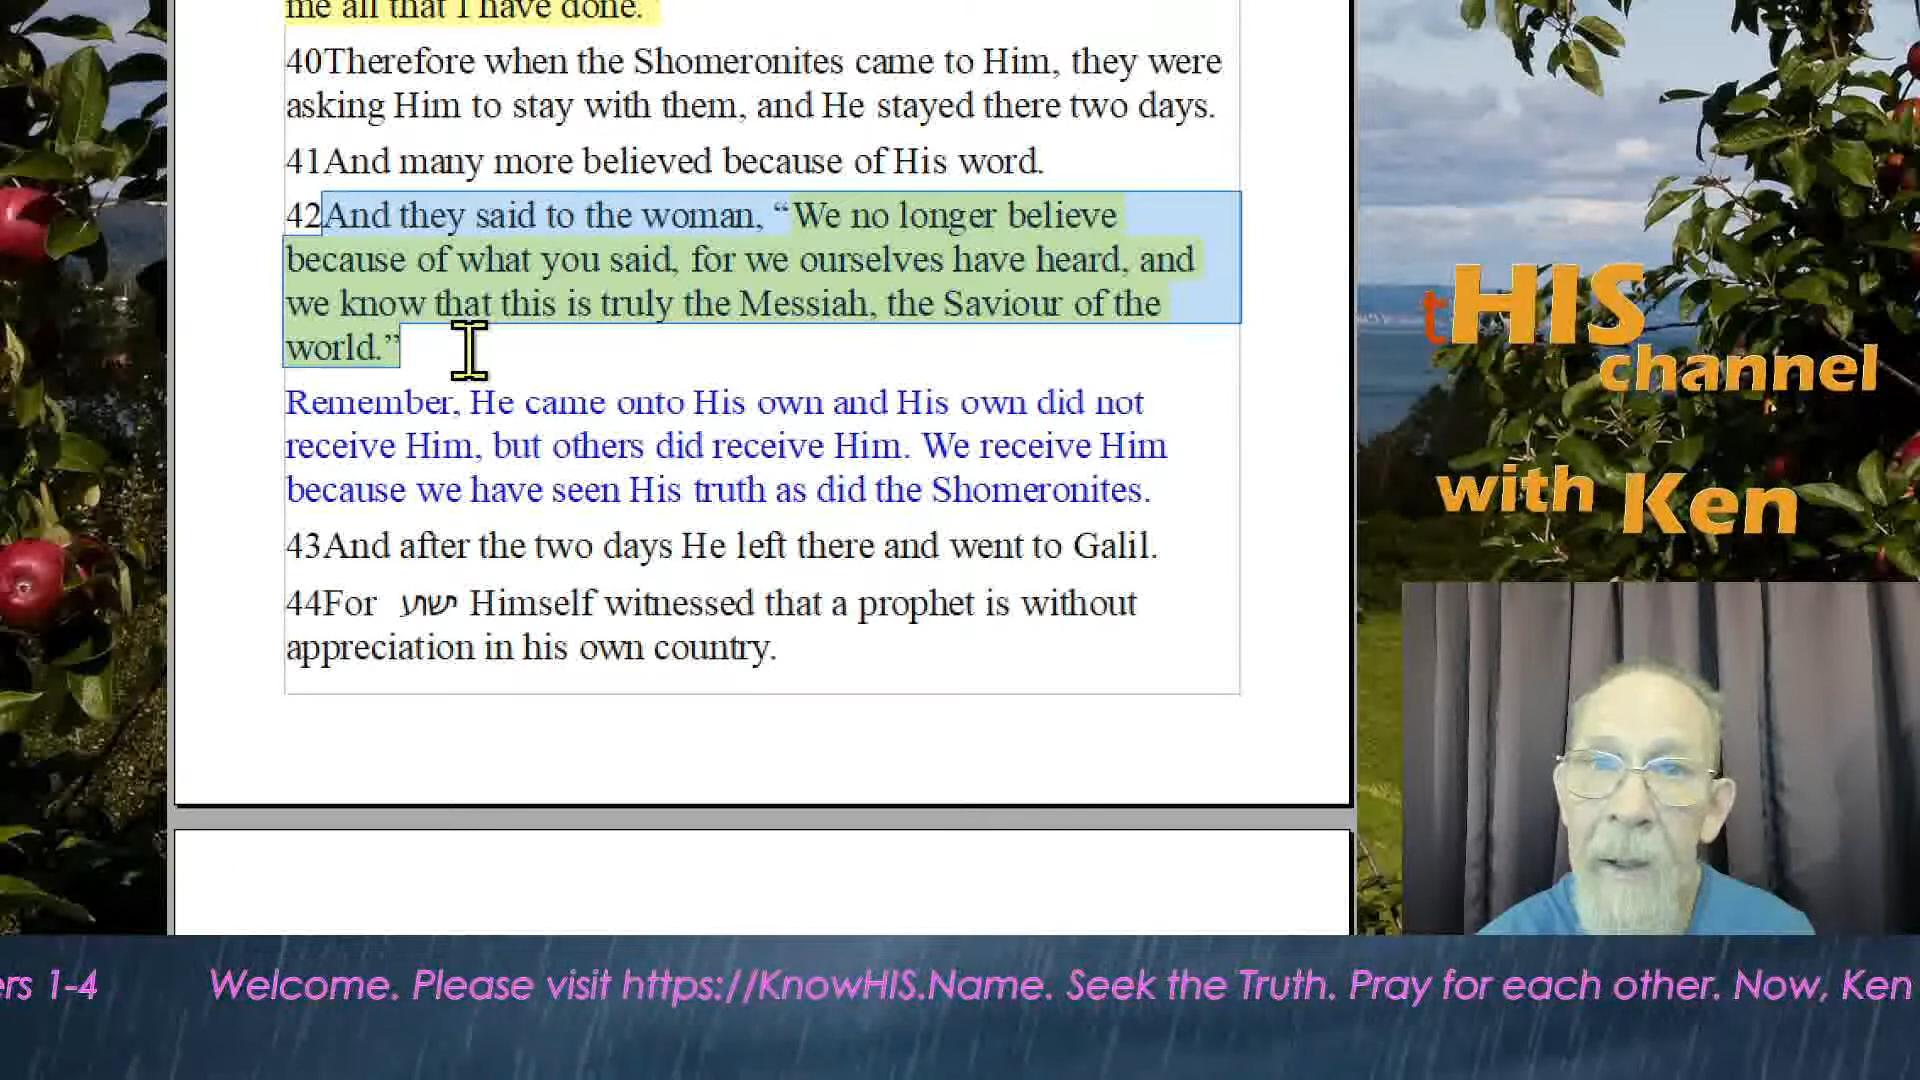 me all that I have done.”
40Therefore when the Shomeronites came to Him, they were
asking Him to stay with them, and He stayed there two days.
41And many more believed because of His word.
42And they said to the woman, “We no longer believe
because of what you said, for we ourselves have heard, and
we know that this is truly the Messiah, the Saviour of the
world.”
Remember, He came onto His own and His own did not
receive Him, but others did receive Him. We receive Him
because we have seen His truth as did the Shomeronites.
43And after the two days He left there and went to Galil.
44For יהושע Himself witnessed that a prophet is without
appreciation in his own country.
tHIS
channel
with Ken
ers 1-4 Welcome. Please visit https://KnowHIS.Name. Seek the Truth. Pray for each other. Now, Ken